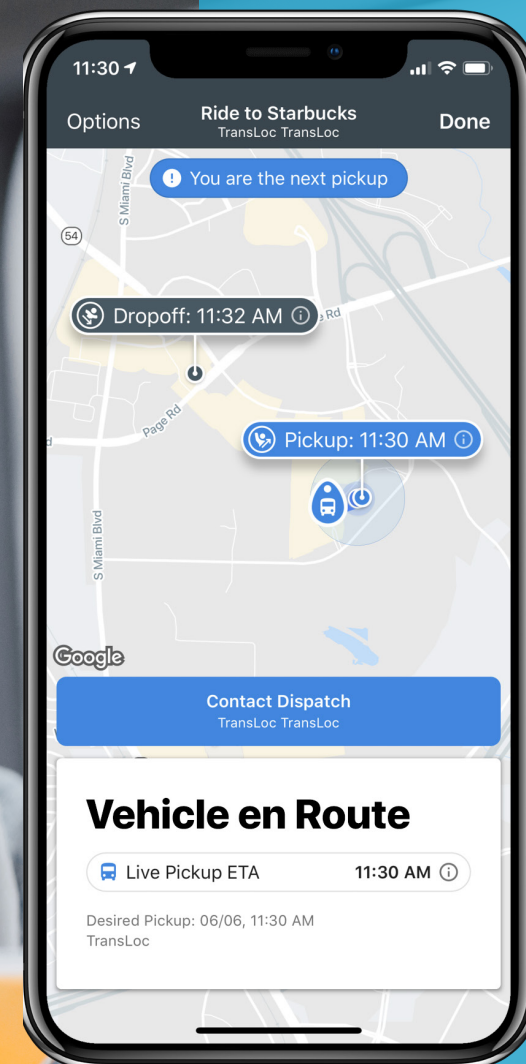 11:30
Options
Ride to Starbucks
Done
TransLoc TransLoc
You are the next pickup
S Miami Blvd
54
Dropoff: 11:32 AM
Rd
Page Rd
Pickup: 11:30 AM
S Miami Blvd
Google
Contact Dispatch
TransLoc TransLoc
Vehicle en Route
Live Pickup ETA 11:30 AM
Desired Pickup: 06/06, 11:30 AM
TransLoc